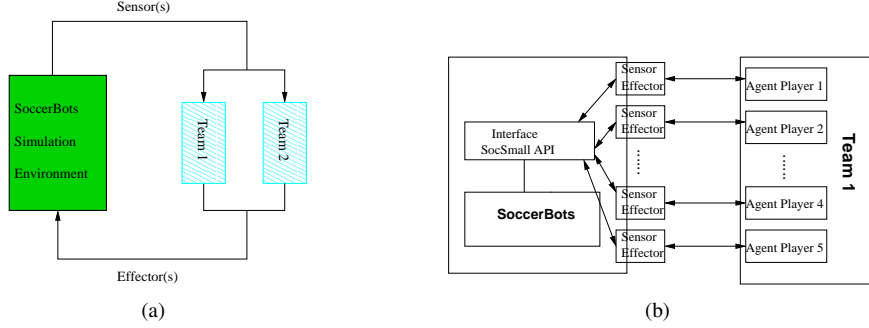 Sensor(s)
SoccerBots
Simulation
Environment
Team 1
Team 2
Effector(s)
(a)
Interface
SocSmall API
SoccerBots
Sensor
Effector
Sensor
Effector
......
Sensor
Effector
Sensor
Effector
Agent Player 1
Agent Player 2
......
Agent Player 4
Agent Player 5
Team 1
(b)